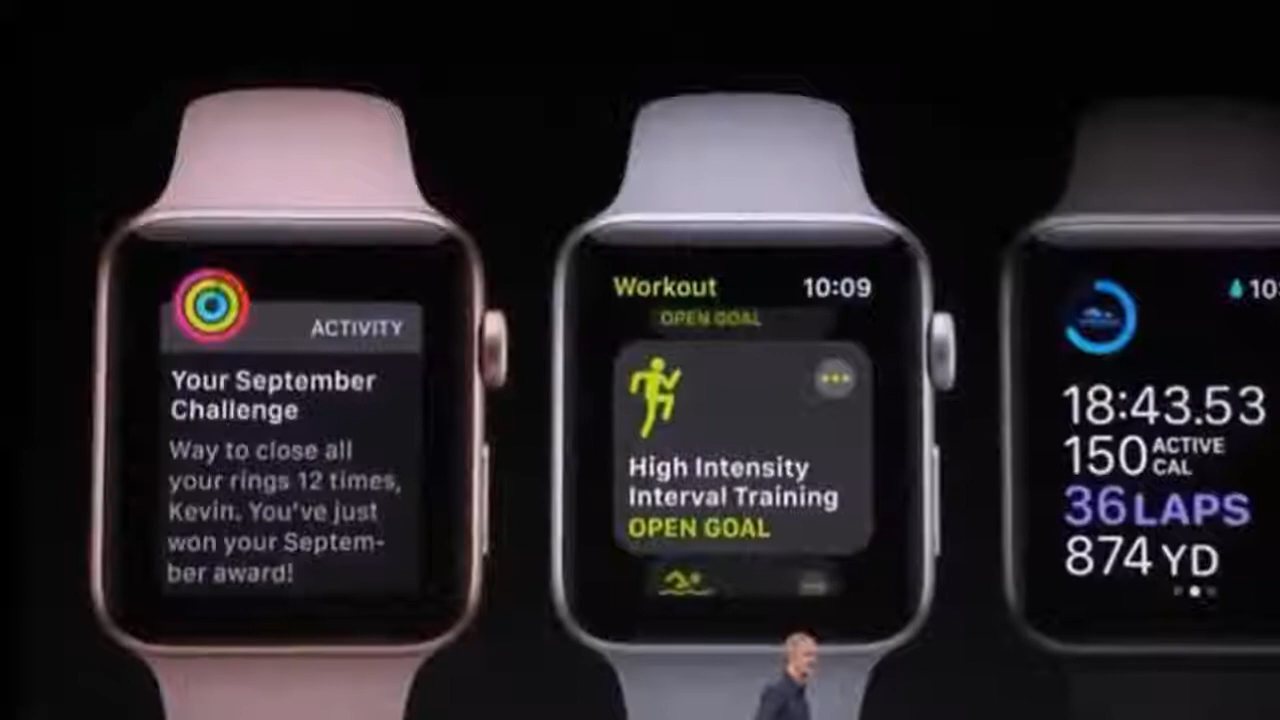 ACTIVITY
Your September
Challenge
Way to close all
your rings 12 times,
Kevin. You've just
won your Septem-
ber award!
Workout 10:09
OPEN GOAL
High Intensity
Interval Training
OPEN GOAL
10:
18:43.53
150 ACTIVE
CAL
36 LAPS
874 YD